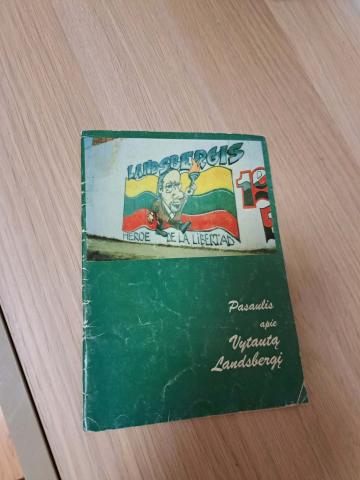 LANDSBERGIS
HEROE DE LA LIBERTAD
Pasaulis
apie
Vytautą
Landsbergį